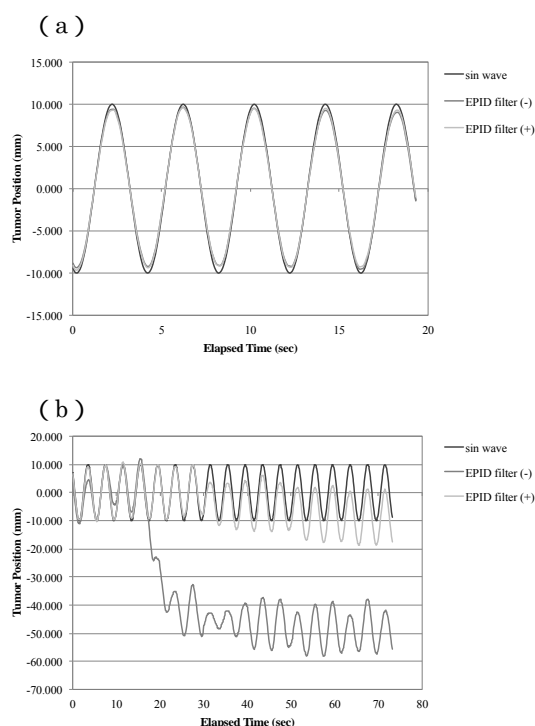 (a)
15.000
10.000
5.000
0.000
-5.000
-10.000
-15.000
0
5
10
15
20
Tumor Position (mm)
Elapsed Time (sec)
sin wave
EPID filter (-)
EPID filter (+)
(b)
20.000
10.000
0.000
-10.000
-20.000
-30.000
-40.000
-50.000
-60.000
-70.000
0
10
20
30
40
50
60
70
80
Tumor Position (mm)
Elapsed Time (sec)
sin wave
EPID filter (-)
EPID filter (+)